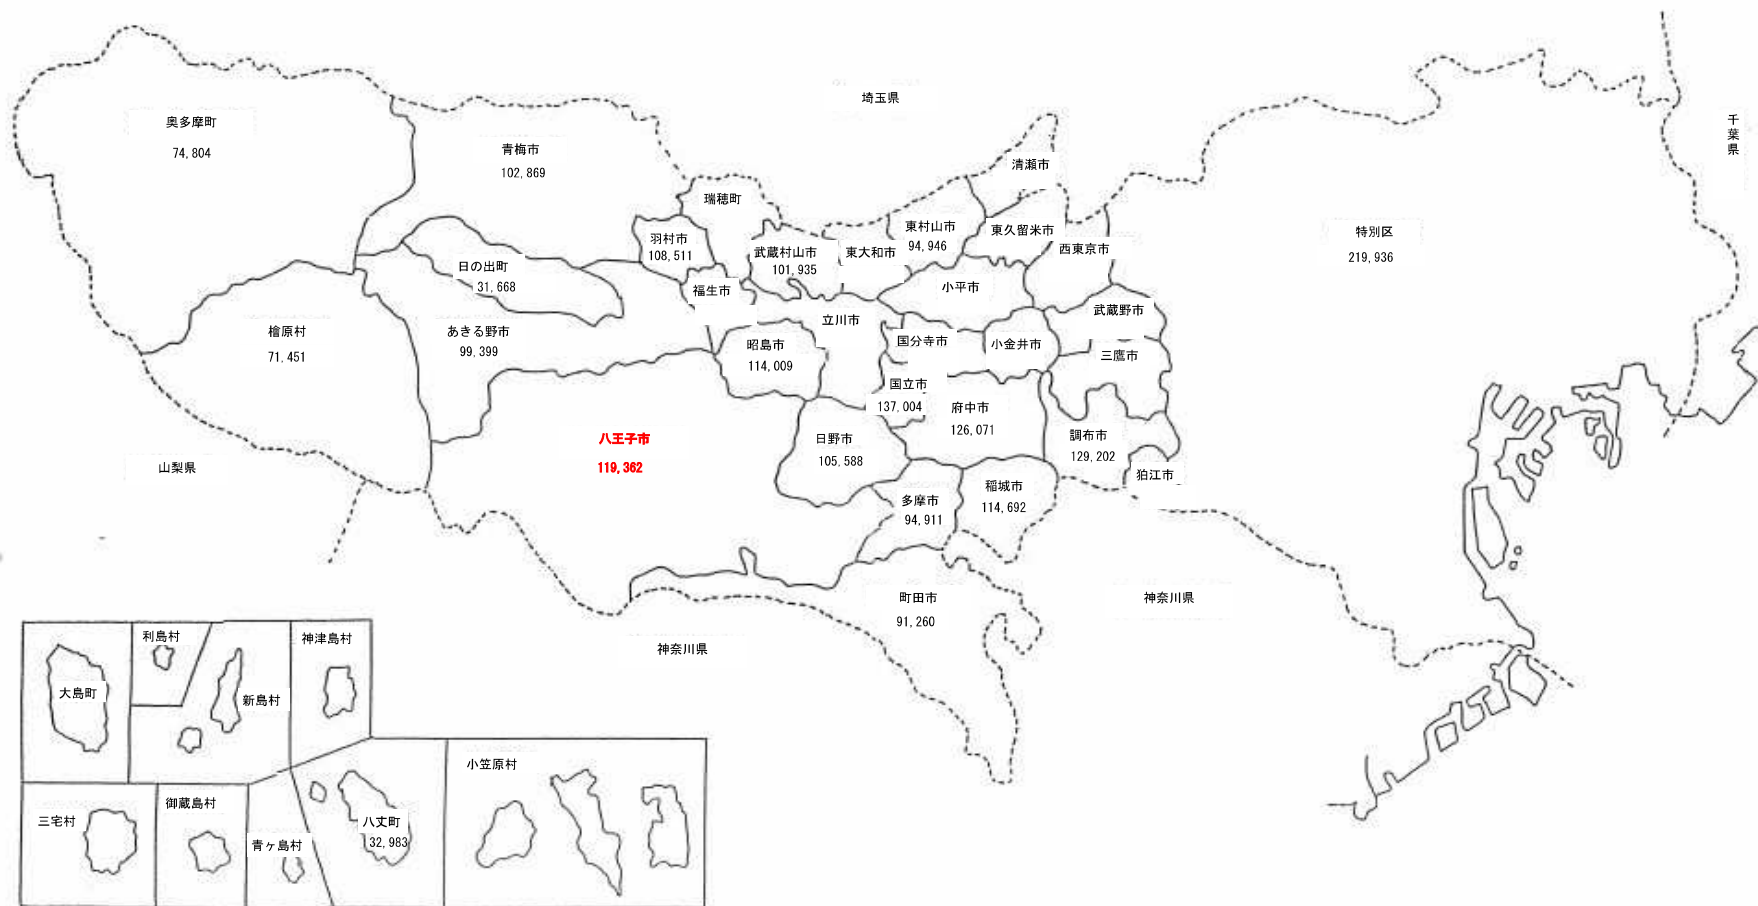 埼玉県
千葉県
奥多摩町
74,804
青梅市
102,869
清瀬市
瑞穂町
羽村市
108,511
武蔵村山市
101,935
東大和市
東村山市
94,946
東久留米市
西東京市
特別区
219,936
日の出町
31,668
福生市
小平市
武蔵野市
立川市
檜原村
71,451
あきる野市
99,399
昭島市
114,009
国分寺市
小金井市
三鷹市
国立市
137,004
府中市
126,071
八王子市
119,362
日野市
105,588
調布市
129,202
狛江市
山梨県
多摩市
94,911
稲城市
114,692
町田市
91,260
神奈川県
神奈川県
利島村
神津島村
大島町
新島村
小笠原村
三宅村
御蔵島村
青ヶ島村
八丈町
32,983